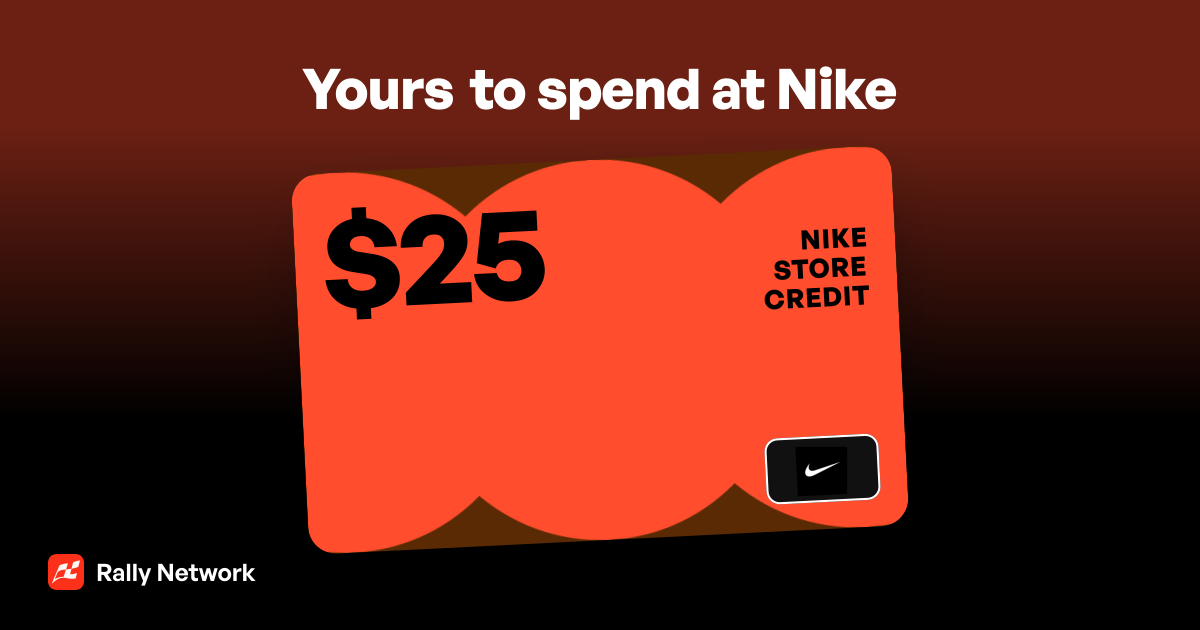 Yours to spend at Nike
$25
NIKE
STORE
CREDIT
Rally Network